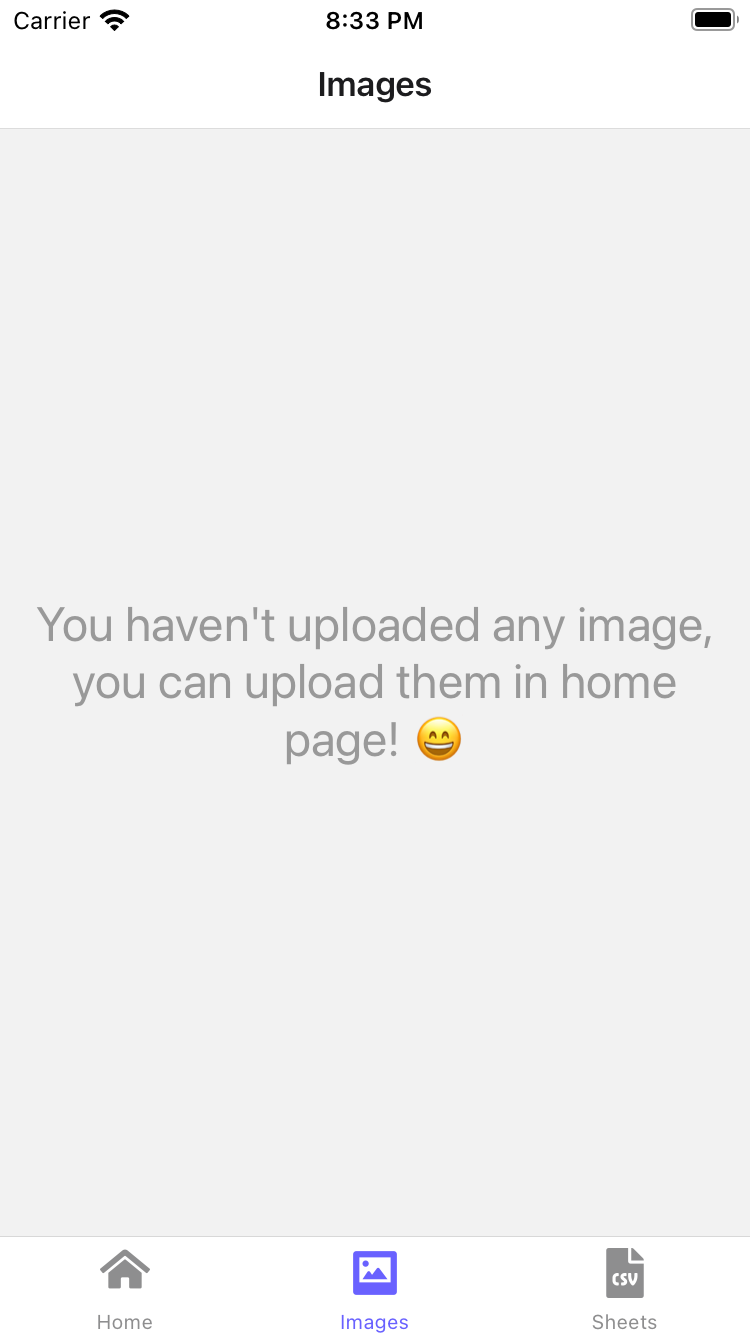 Carrier 8:33 PM
Images
You haven't uploaded any image,
you can upload them in home
page! 😄
CSV
Home Images Sheets